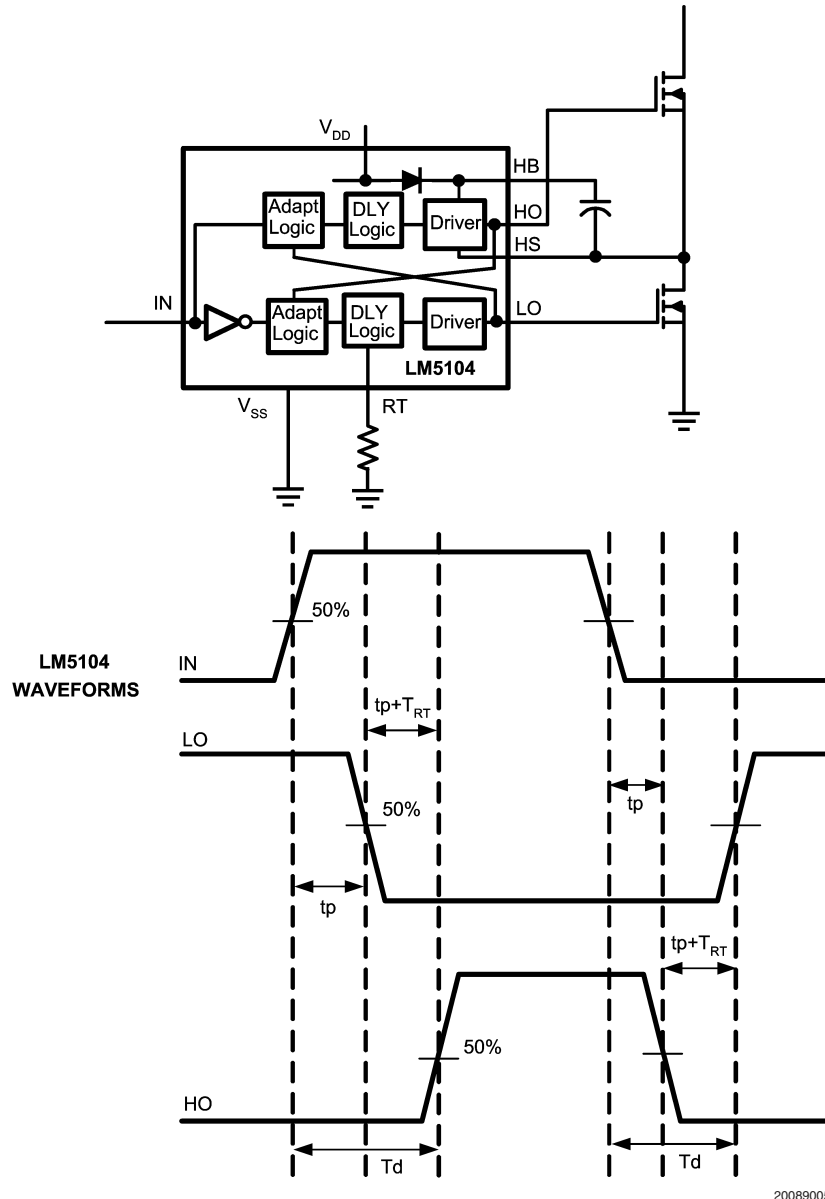 V_DD
HB
Adapt Logic
DLY Logic
Driver
HO
HS
IN
Adapt Logic
DLY Logic
Driver
LO
LM5104
V_SS
RT
50%
LM5104
WAVEFORMS
IN
tp+T_RT
LO
50%
tp
tp
tp+T_RT
50%
HO
Td
Td